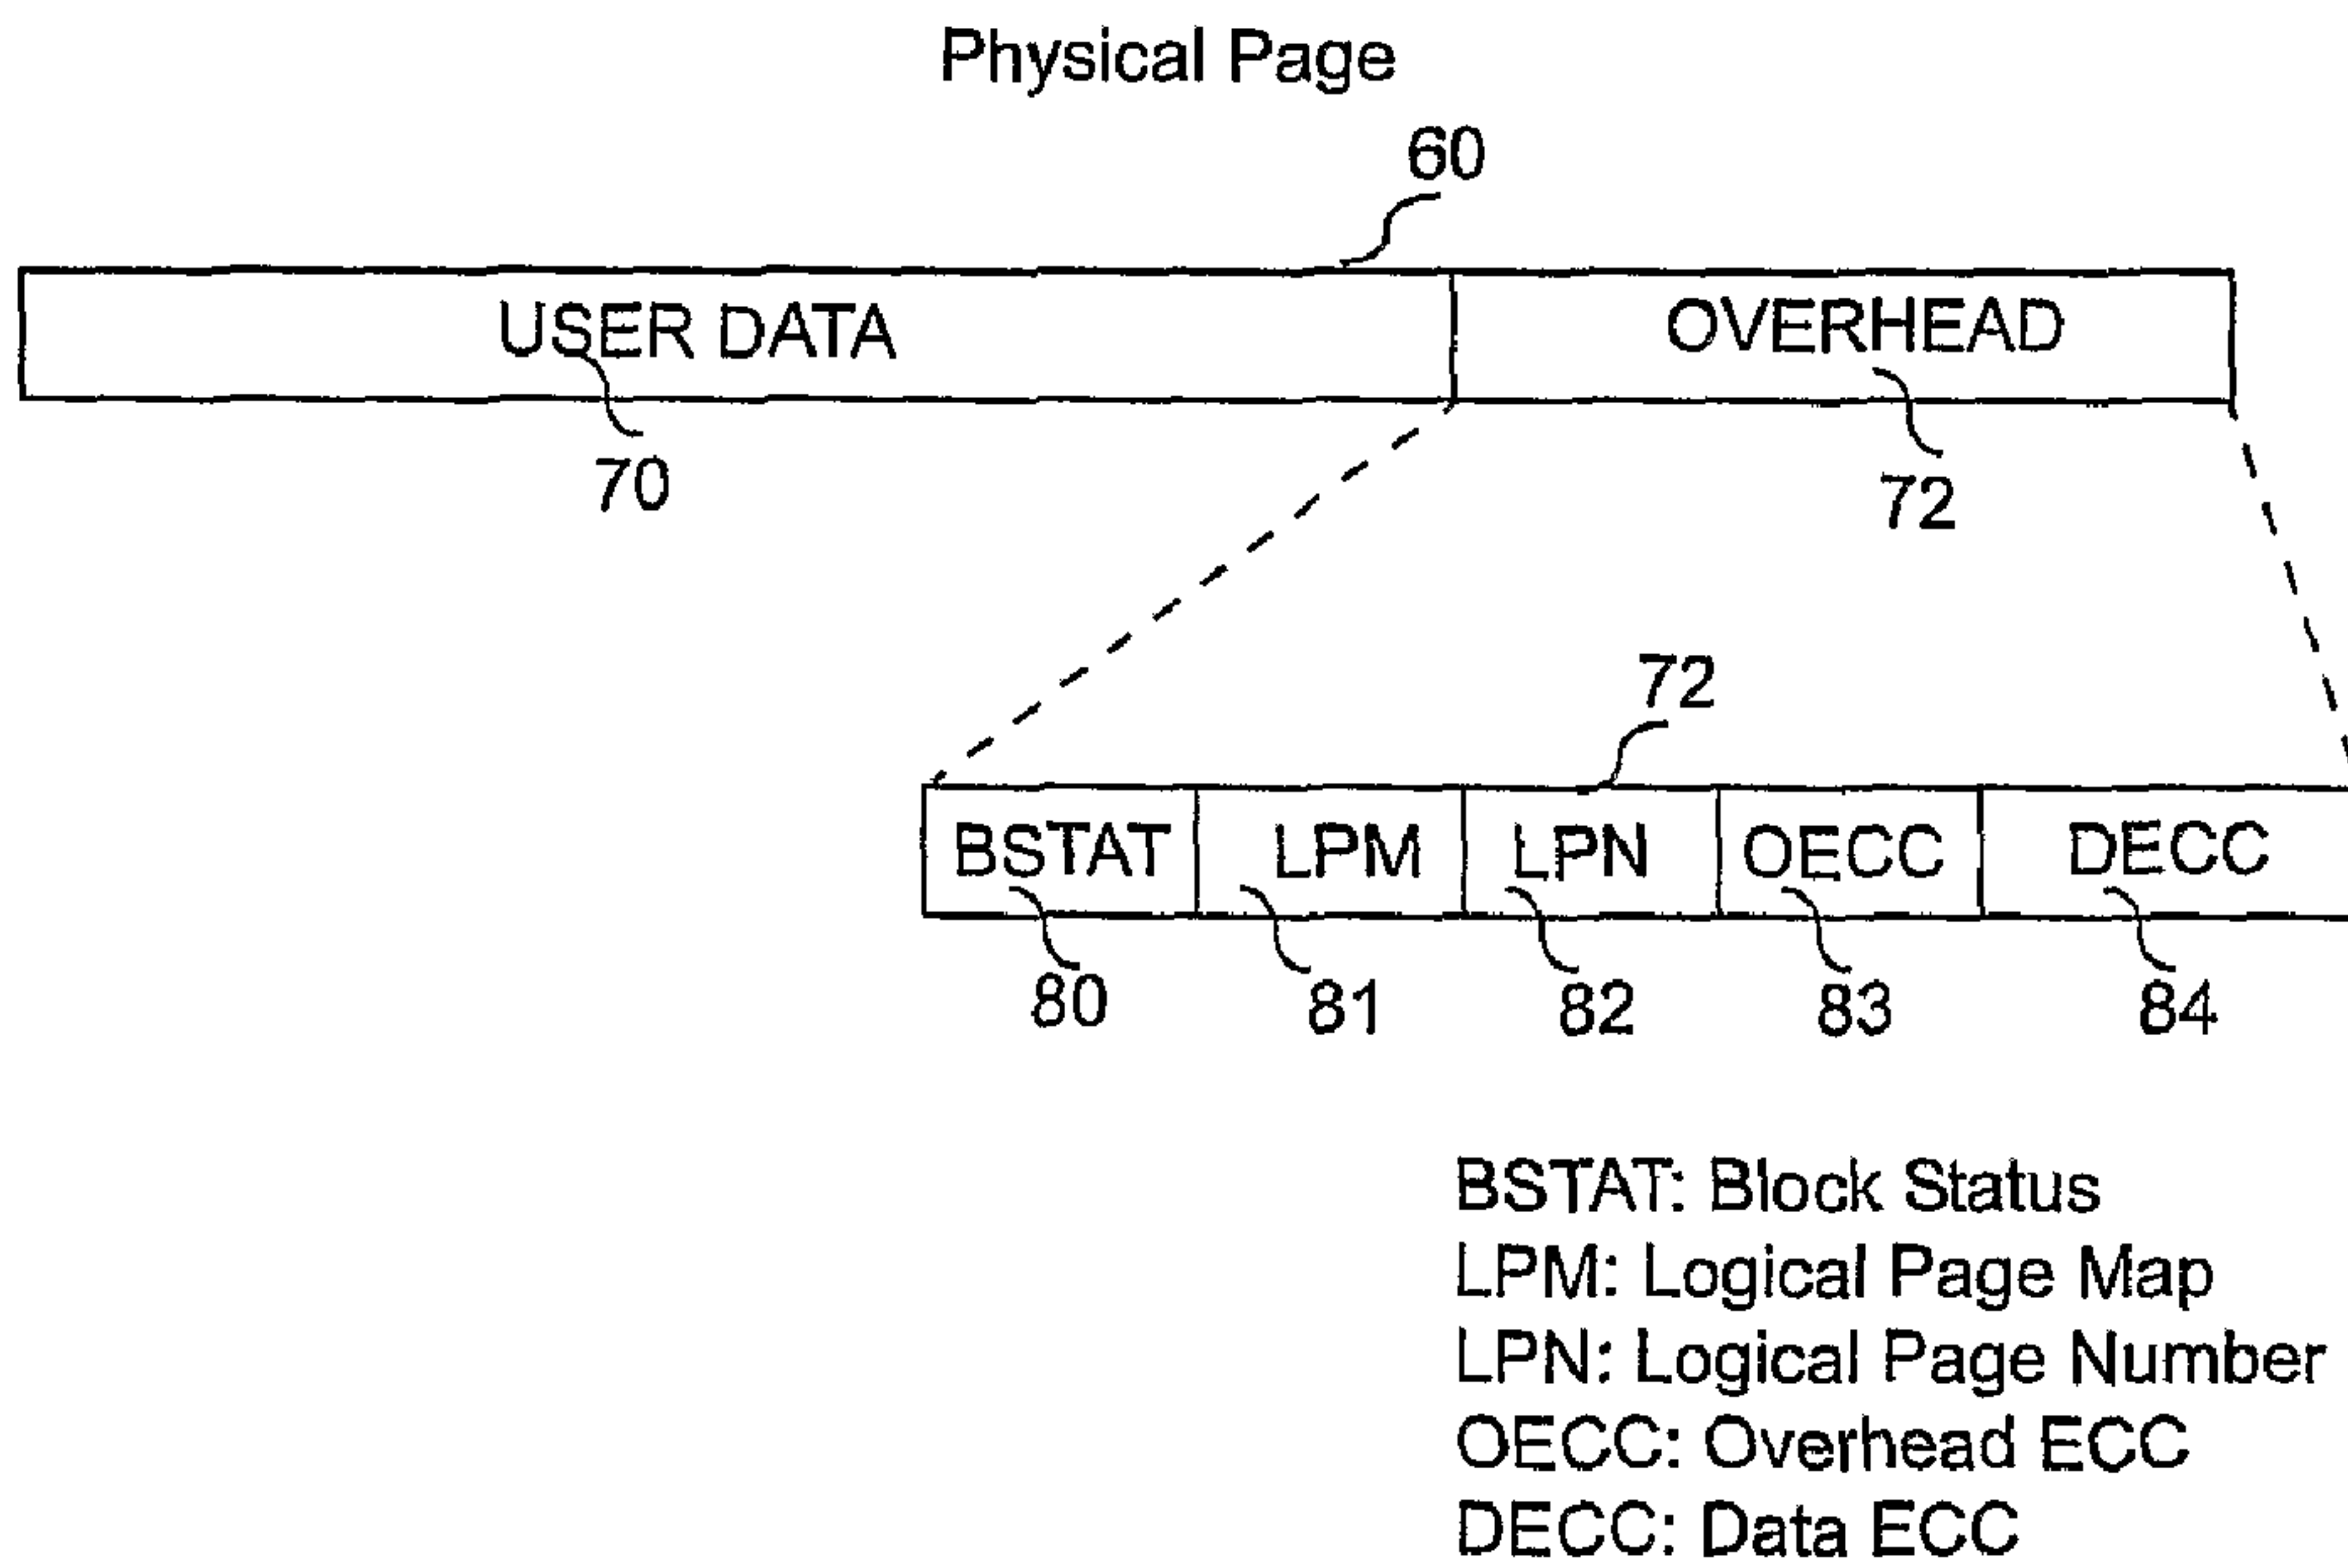 Physical Page
60
USER DATA
OVERHEAD
70
72
72
BSTAT
LPM
LPN
OECC
DECC
80
81
82
83
84
BSTAT: Block Status
LPM: Logical Page Map
LPN: Logical Page Number
OECC: Overhead ECC
DECC: Data ECC